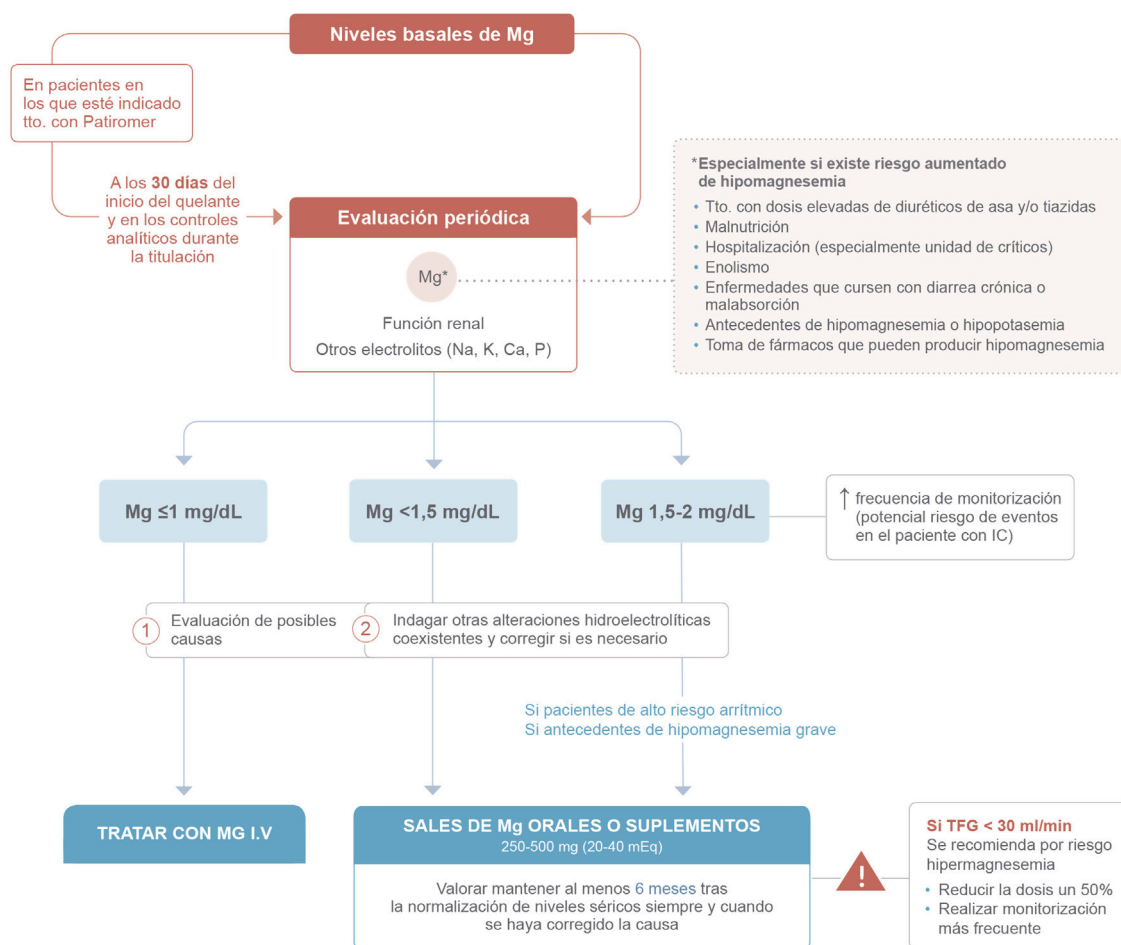 Niveles basales de Mg
En pacientes en
los que esté indicado
tto. con Patiromer
A los 30 días del
inicio del quelante
y en los controles
analíticos durante
la titulación
Evaluación periódica
Mg*
Función renal
Otros electrolitos (Na, K, Ca, P)
*Especialmente si existe riesgo aumentado
de hipomagnesemia
• Tto. con dosis elevadas de diuréticos de asa y/o tiazidas
• Malnutrición
• Hospitalización (especialmente unidad de críticos)
• Enolismo
• Enfermedades que cursen con diarrea crónica o
malabsorción
• Antecedentes de hipomagnesemia o hipopotasemia
• Toma de fármacos que pueden producir hipomagnesemia
Mg ≤1 mg/dL
Mg <1,5 mg/dL
Mg 1,5-2 mg/dL
↑ frecuencia de monitorización
(potencial riesgo de eventos
en el paciente con IC)
1
Evaluación de posibles
causas
2
Indagar otras alteraciones hidroelectrolíticas
coexistentes y corregir si es necesario
Si pacientes de alto riesgo arrítmico
Si antecedentes de hipomagnesemia grave
TRATAR CON MG I.V
SALES DE Mg ORALES O SUPLEMENTOS
250-500 mg (20-40 mEq)
Valorar mantener al menos 6 meses tras
la normalización de niveles séricos siempre y cuando
se haya corregido la causa
!
Si TFG < 30 ml/min
Se recomienda por riesgo
hipermagnesemia
• Reducir la dosis un 50%
• Realizar monitorización
más frecuente